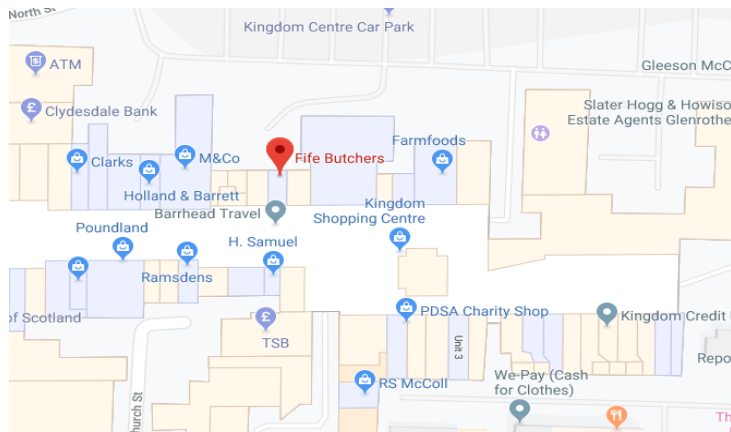 North St
Kingdom Centre Car Park
ATM
Gleeson McC
Clydesdale Bank
Slater Hogg & Howiso
Estate Agents Glenrothe
Farmfoods
Clarks
M&Co
Fife Butchers
Holland & Barrett
Barrhead Travel
Kingdom
Shopping Centre
Poundland
H. Samuel
Ramsdens
of Scotland
TSB
PDSA Charity Shop
Kingdom Credit
Unit 3
Repo
RS McColl
We-Pay (Cash
for Clothes)
hurch St
Th